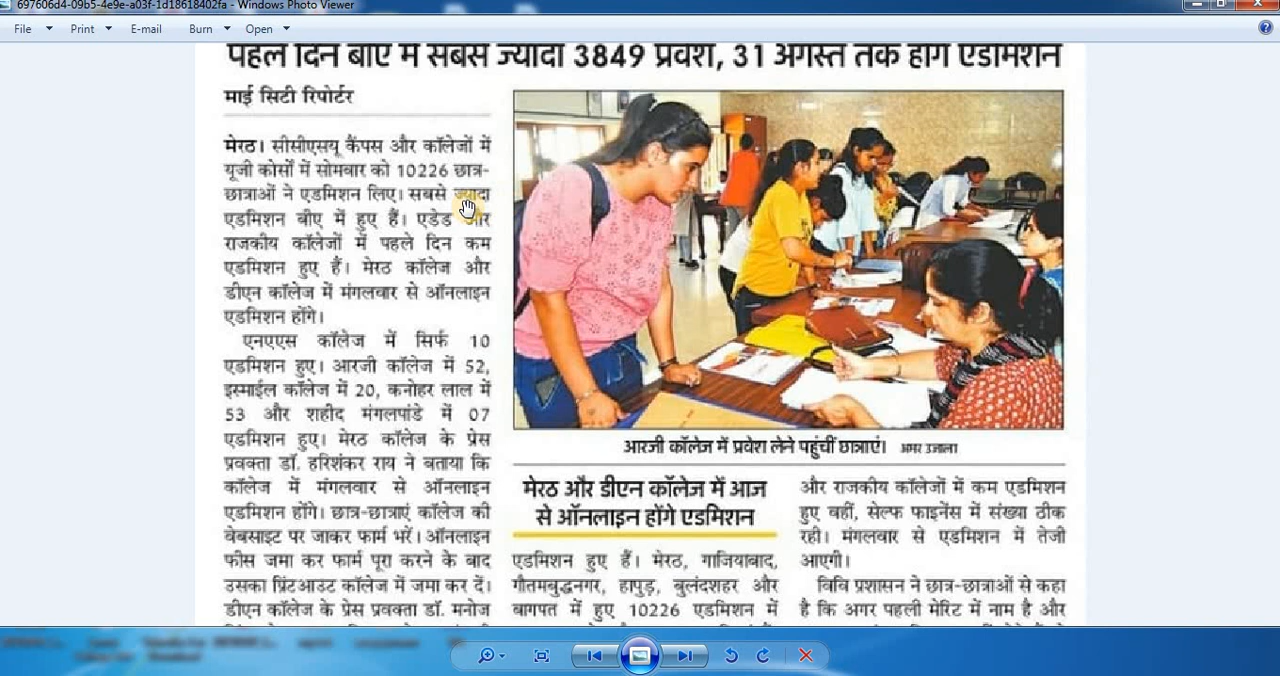 697606d4-09b5-4e9e-a03f-1d18618402fa - Windows Photo Viewer
File Print E-mail Burn Open
पहले दिन बीए में सबसे ज्यादा 3849 प्रवेश, 31 अगस्त तक होंगे एडमिशन
माई सिटी रिपोर्टर
मेरठ। सीसीएसयू कैंपस और कॉलेजों में
यूजी कोर्सों में सोमवार को 10226 छात्र-
छात्राओं ने एडमिशन लिए। सबसे ज्यादा
एडमिशन बीए में हुए हैं। एडेड और
राजकीय कॉलेजों में पहले दिन कम
एडमिशन हुए हैं। मेरठ कॉलेज और
डीएन कॉलेज में मंगलवार से ऑनलाइन
एडमिशन होंगे।
एनएएस कॉलेज में सिर्फ 10
एडमिशन हुए। आरजी कॉलेज में 52,
इस्माईल कॉलेज में 20, कनोहर लाल में
53 और शहीद मंगलपांडे में 07
एडमिशन हुए। मेरठ कॉलेज के प्रेस
प्रवक्ता डॉ. हरिशंकर राय ने बताया कि
कॉलेज में मंगलवार से ऑनलाइन
एडमिशन होंगे। छात्र-छात्राएं कॉलेज की
वेबसाइट पर जाकर फार्म भरें। ऑनलाइन
फीस जमा कर फार्म पूरा करने के बाद
उसका प्रिंटआउट कॉलेज में जमा कर दें।
डीएन कॉलेज के प्रेस प्रवक्ता डॉ. मनोज
आरजी कॉलेज में प्रवेश लेने पहुंचीं छात्राएं। अमर उजाला
मेरठ और डीएन कॉलेज में आज
से ऑनलाइन होंगे एडमिशन
एडमिशन हुए हैं। मेरठ, गाजियाबाद,
गौतमबुद्धनगर, हापुड़, बुलंदशहर और
बागपत में हुए 10226 एडमिशन में
और राजकीय कॉलेजों में कम एडमिशन
हुए वहीं, सेल्फ फाइनेंस में संख्या ठीक
रही। मंगलवार से एडमिशन में तेजी
आएगी।
विवि प्रशासन ने छात्र-छात्राओं से कहा
है कि अगर पहली मेरिट में नाम है और